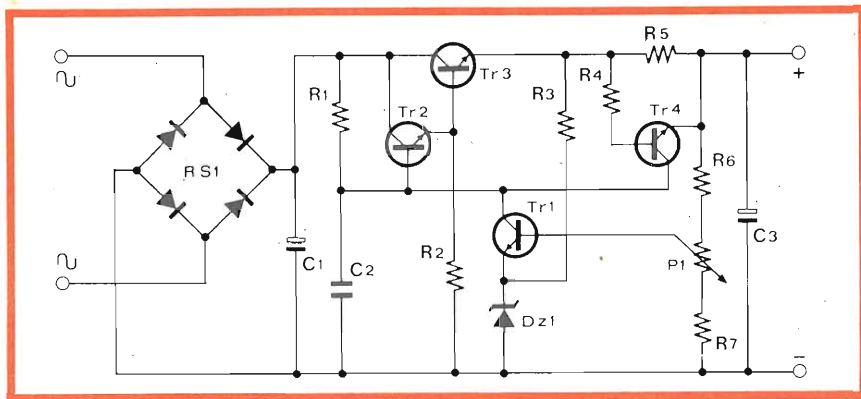 R5
+
R4
Tr3
R3
Tr4
R1
Tr2
R6
RS1
Tr1
C3
P1
C1
C2
R2
Dz1
R7
−